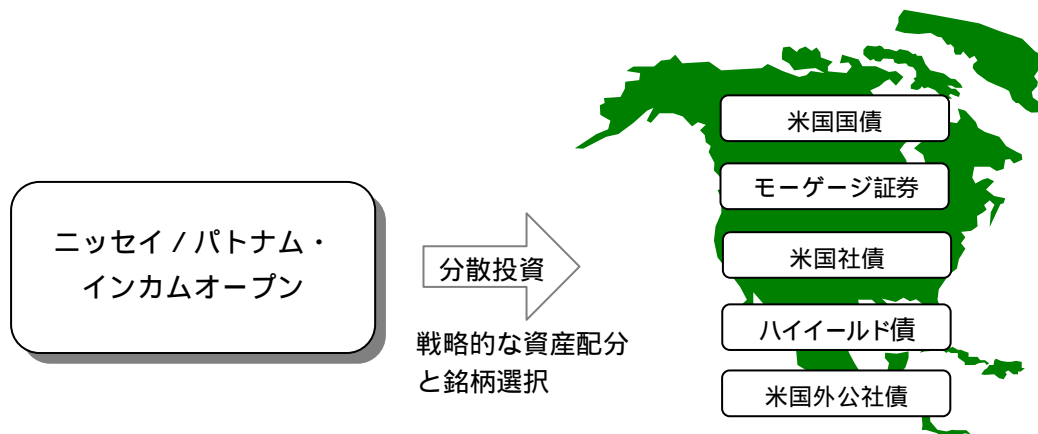 ニッセイ/パトナム・
インカムオープン
分散投資
戦略的な資産配分
と銘柄選択
米国国債
モーゲージ証券
米国社債
ハイイールド債
米国外公社債